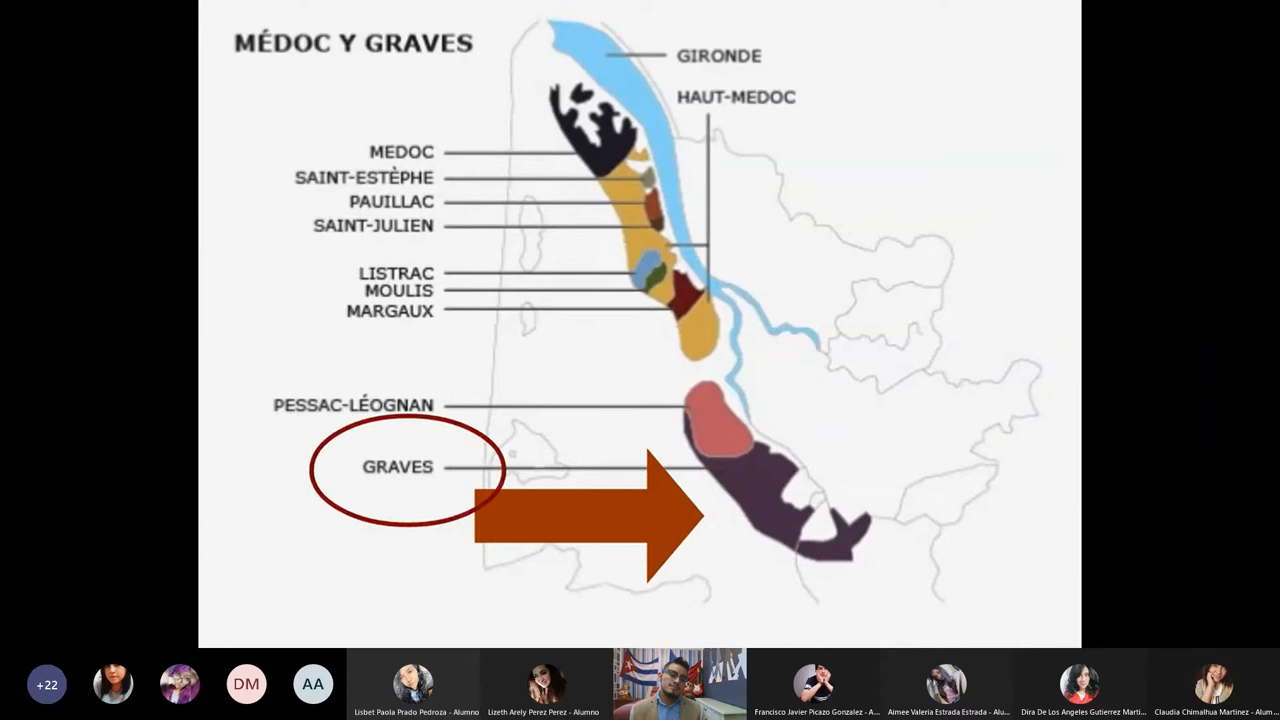 MÉDOC Y GRAVES
GIRONDE
HAUT-MEDOC
MEDOC
SAINT-ESTÈPHE
PAUILLAC
SAINT-JULIEN
LISTRAC
MOULIS
MARGAUX
PESSAC-LÉOGNAN
GRAVES
+22
DM
AA
Lisbet Paola Prado Pedroza - Alumno
Lizeth Arely Perez Perez - Alumno
Francisco Javier Picazo Gonzalez - A...
Aimee Valeria Estrada Estrada - Alu...
Dira De Los Angeles Gutierrez Marti...
Claudia Chimalhua Martinez - Alum...